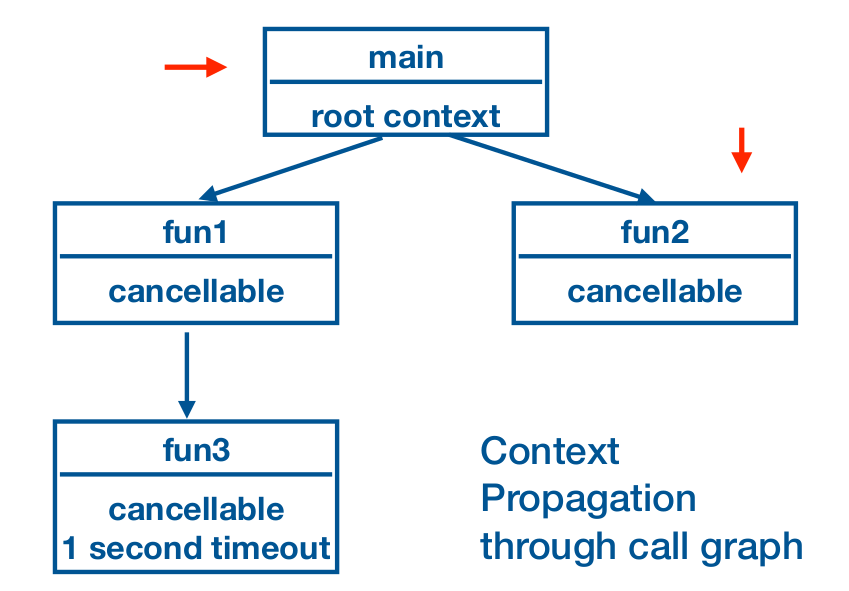 main
root context
fun1
cancellable
fun2
cancellable
fun3
cancellable
1 second timeout
Context
Propagation
through call graph